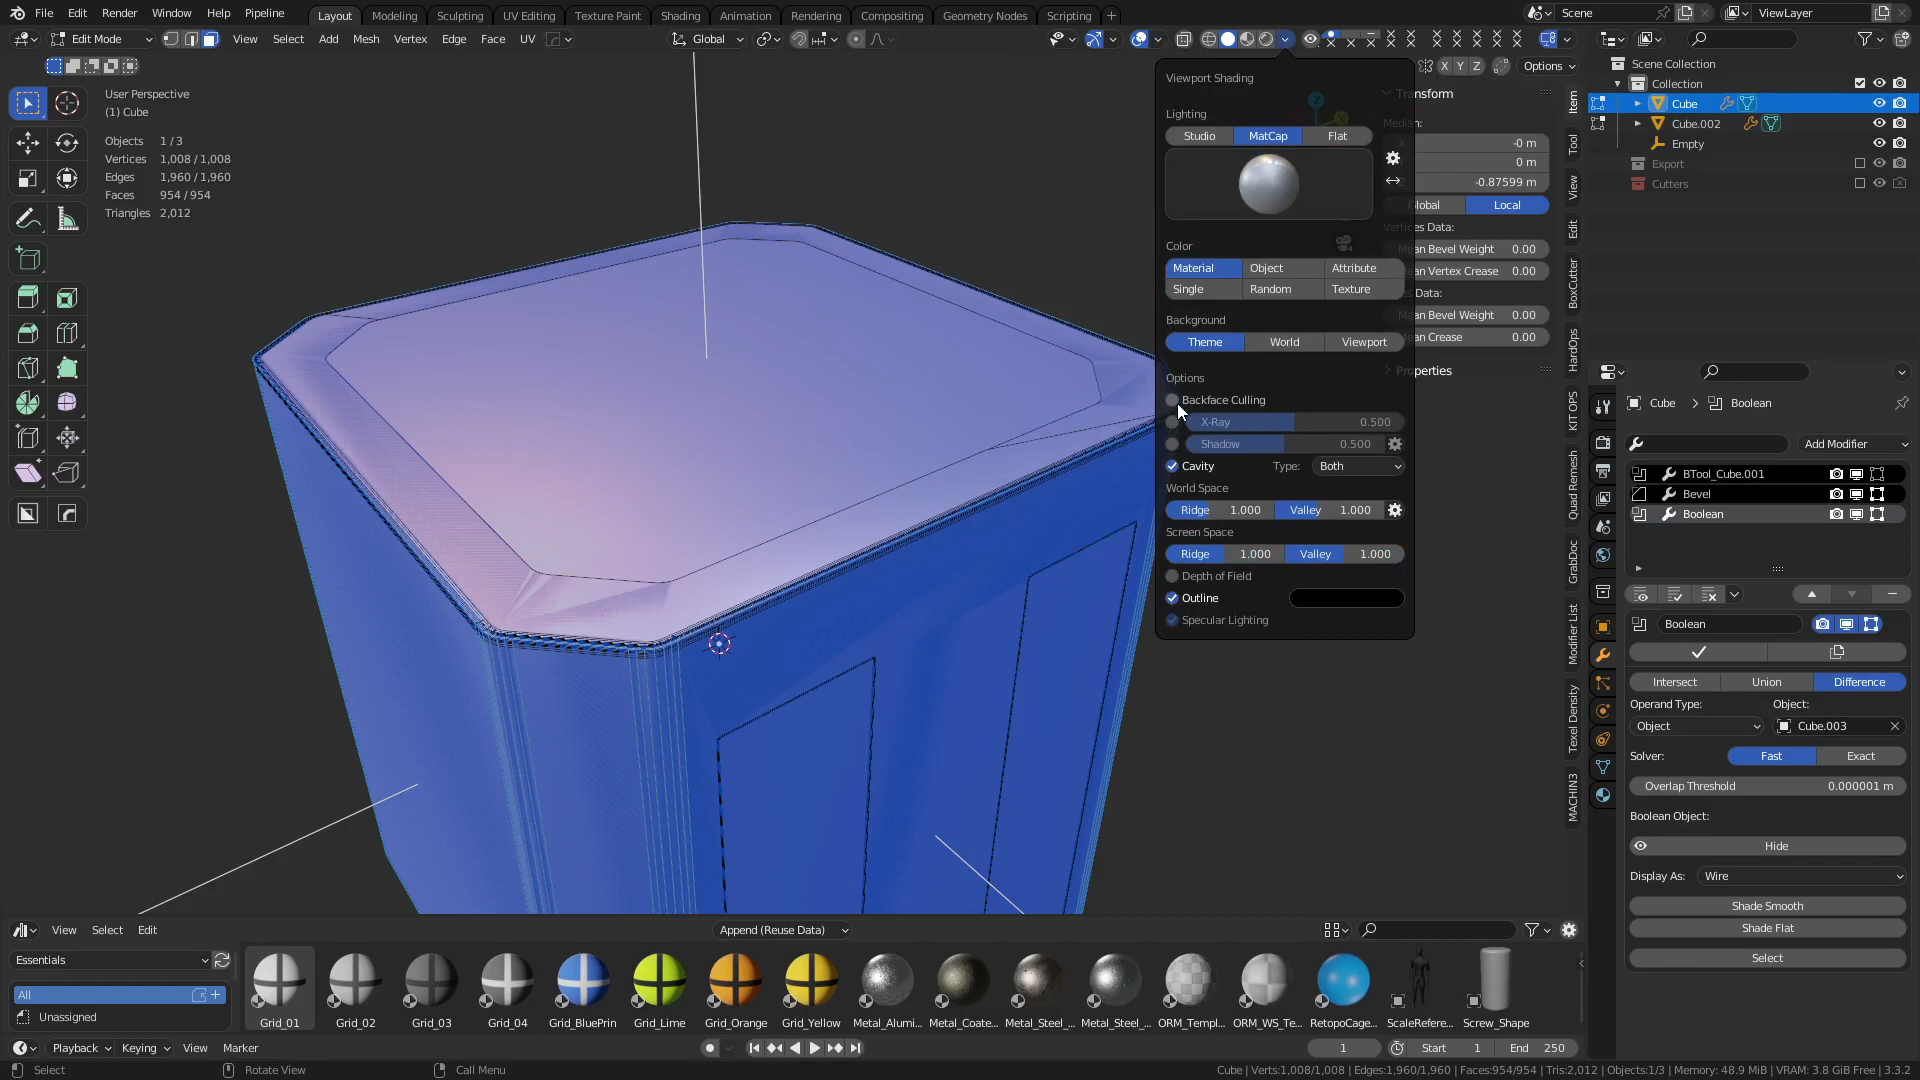 File Edit Render Window Help Pipeline
Layout Modeling Sculpting UV Editing Texture Paint Shading Animation Rendering Compositing Geometry Nodes Scripting +
Scene ViewLayer
Edit Mode View Select Add Mesh Vertex Edge Face UV Global
X Y Z Options
User Perspective
(1) Cube
Objects 1 / 3
Vertices 1,008 / 1,008
Edges 1,960 / 1,960
Faces 954 / 954
Triangles 2,012
Viewport Shading
Lighting
Studio MatCap Flat
Color
Material Object Attribute
Single Random Texture
Background
Theme World Viewport
Options
Backface Culling
X-Ray 0.500
Shadow 0.500
Cavity Type: Both
World Space
Ridge 1.000 Valley 1.000
Screen Space
Ridge 1.000 Valley 1.000
Depth of Field
Outline
Specular Lighting
Transform
Median:
-0 m
0 m
-0.87599 m
Global Local
Vertices Data:
Mean Bevel Weight 0.00
Mean Vertex Crease 0.00
Data:
Mean Bevel Weight 0.00
Mean Crease 0.00
Properties
Item
Tool
View
Edit
BoxCutter
HardOps
KIT OPS
Quad Remesh
GrabDoc
Modifier List
Texel Density
MACHIN3
Scene Collection
Collection
Cube
Cube.002
Empty
Export
Cutters
Cube Boolean
Add Modifier
BTool_Cube.001
Bevel
Boolean
Boolean
Intersect Union Difference
Operand Type: Object:
Object Cube.003
Solver: Fast Exact
Overlap Threshold 0.000001 m
Boolean Object:
Hide
Display As: Wire
Shade Smooth
Shade Flat
Select
View Select Edit Append (Reuse Data)
Essentials
All
Unassigned
Grid_01 Grid_02 Grid_03 Grid_04 Grid_BluePrin Grid_Lime Grid_Orange Grid_Yellow Metal_Alumi... Metal_Coate... Metal_Steel_... Metal_Steel_... ORM_Templ... ORM_WS_Te... RetopoCage... ScaleRefere... Screw_Shape
Playback Keying View Marker 1 Start 1 End 250
Select Rotate View Call Menu Cube | Verts:1,008/1,008 | Edges:1,960/1,960 | Faces:954/954 | Tris:2,012 | Objects:1/3 | Memory: 48.9 MiB | VRAM: 3.8 GiB Free | 3.3.2